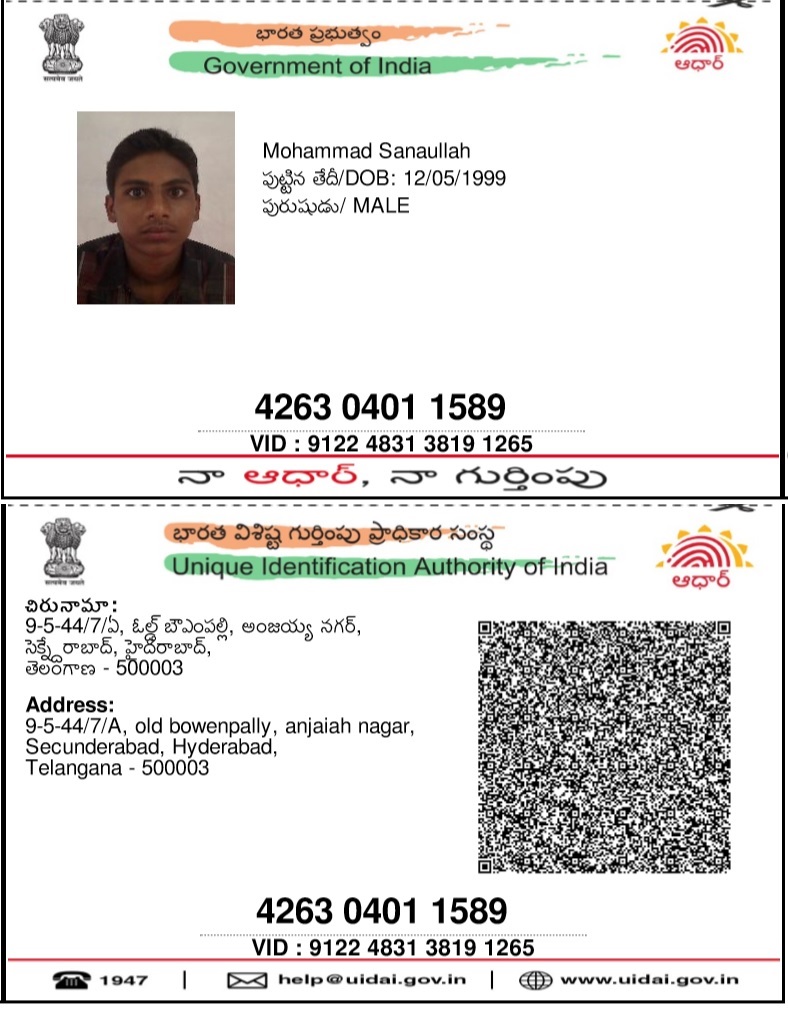 భారత ప్రభుత్వం
Government of India
ఆధార్
सत्यमेव जयते
Mohammad Sanaullah
పుట్టిన తేదీ/DOB: 12/05/1999
పురుషుడు/ MALE
4263 0401 1589
VID : 9122 4831 3819 1265
నా ఆధార్, నా గుర్తింపు
భారత విశిష్ట గుర్తింపు ప్రాధికార సంస్థ
Unique Identification Authority of India
ఆధార్
सत्यमेव जयते
చిరునామా:
9-5-44/7/ఏ, ఓల్డ్ బౌఎంపల్లి, అంజయ్య నగర్,
సెక్న్దేరాబాద్, హైదరాబాద్,
తెలంగాణ - 500003
Address:
9-5-44/7/A, old bowenpally, anjaiah nagar,
Secunderabad, Hyderabad,
Telangana - 500003
4263 0401 1589
VID : 9122 4831 3819 1265
1947 | help@uidai.gov.in | www.uidai.gov.in